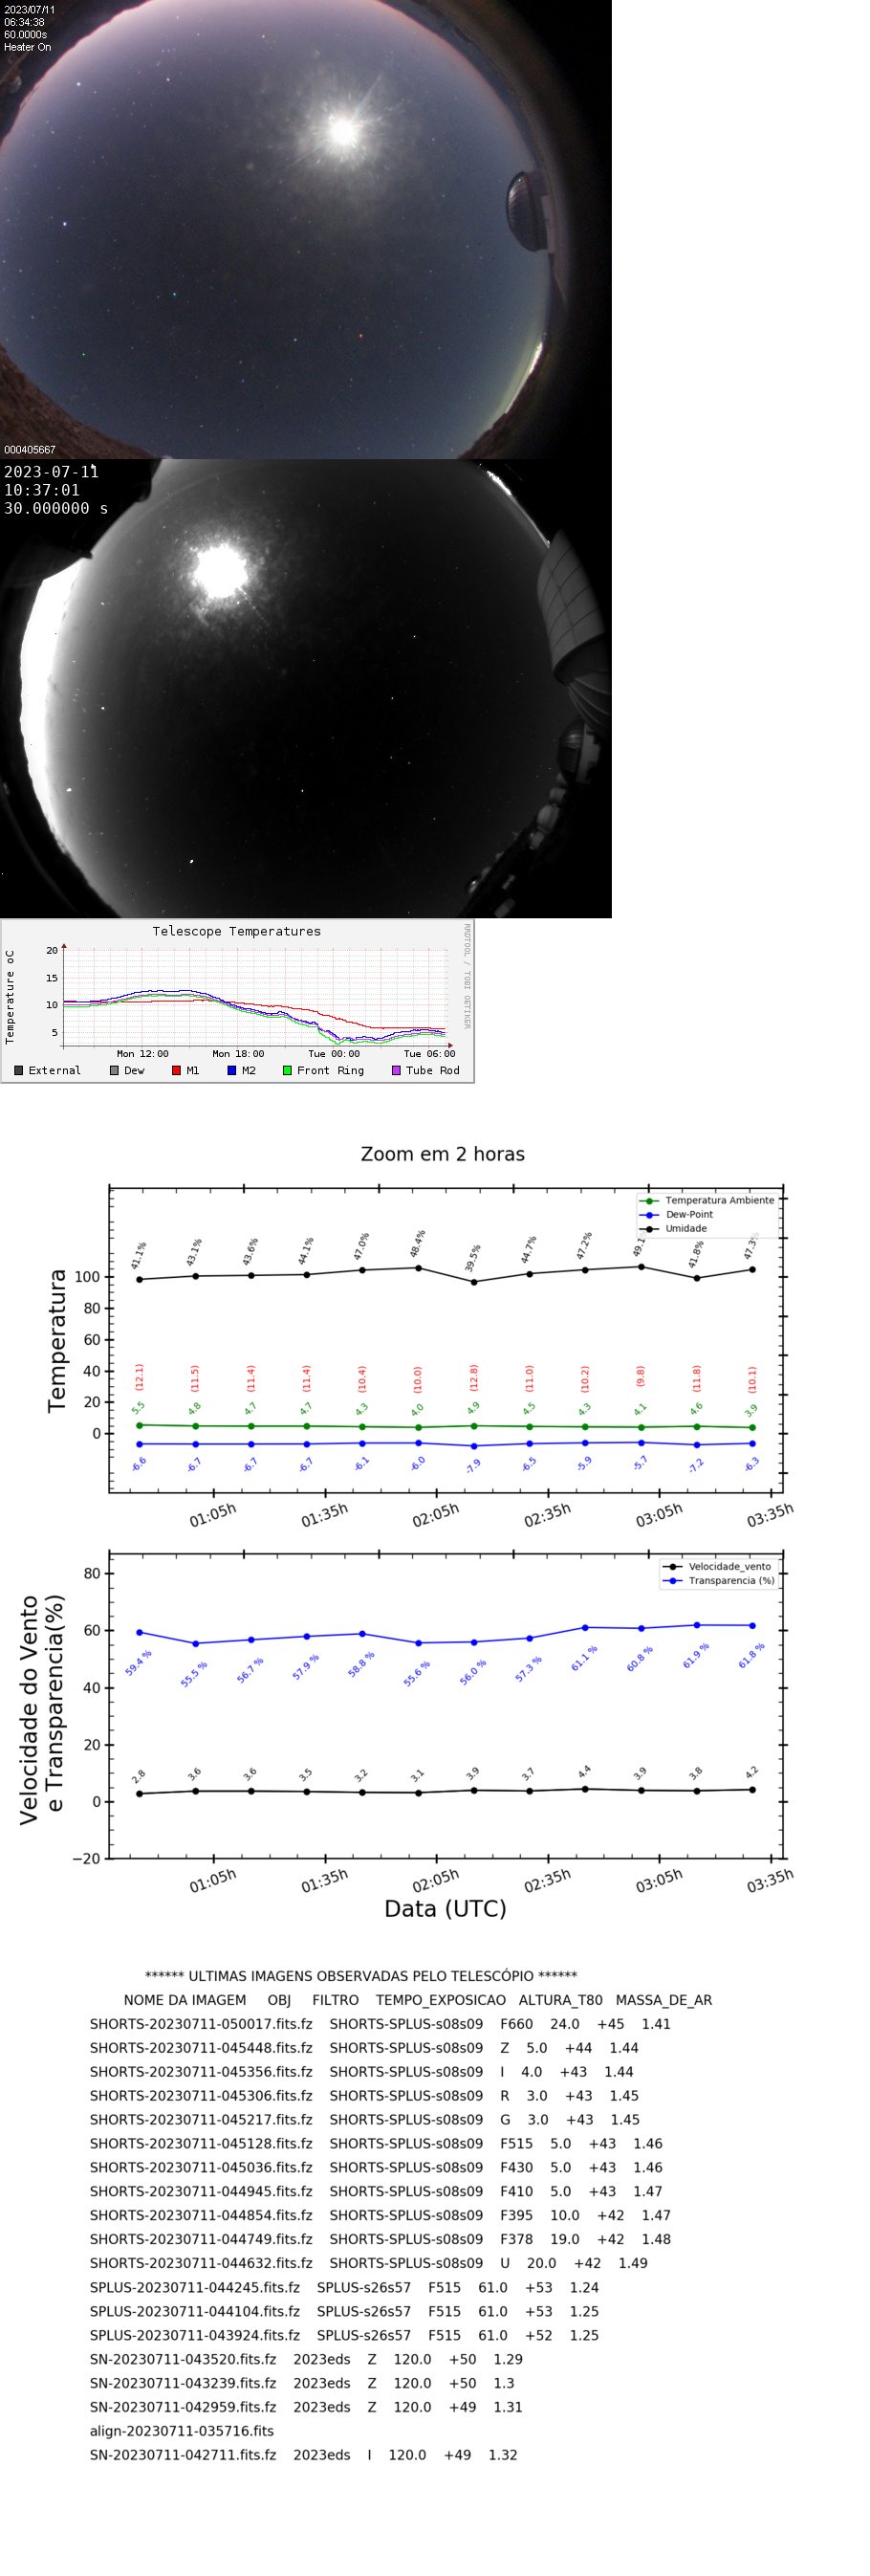 2023/07/11
06:34:38
60.0000s
Heater On
000405667
2023-07-11
10:37:01
30.000000 s
Telescope Temperatures
RRDTOOL / TOBI OETIKER
Temperature oC
20
15
10
5
Mon 12:00 Mon 18:00 Tue 00:00 Tue 06:00
External Dew M1 M2 Front Ring Tube Rod
Zoom em 2 horas
Temperatura Ambiente
Dew-Point
Umidade
Temperatura
100
80
60
40
20
0
41.1% 43.1% 43.6% 44.1% 47.0% 48.4% 39.5% 44.7% 47.2% 49.1 41.8% 47.3%
(12.1) (11.5) (11.4) (11.4) (10.4) (10.0) (12.8) (11.0) (10.2) (9.8) (11.8) (10.1)
5.5 4.8 4.7 4.7 4.3 4.0 4.9 4.5 4.3 4.1 4.6 3.9
-6.6 -6.7 -6.7 -6.7 -6.1 -6.0 -7.9 -6.5 -5.9 -5.7 -7.2 -6.3
01:05h 01:35h 02:05h 02:35h 03:05h 03:35h
Velocidade_vento
Transparencia (%)
Velocidade do Vento
e Transparencia(%)
80
60
40
20
0
−20
59.4 % 55.5 % 56.7 % 57.9 % 58.8 % 55.6 % 56.0 % 57.3 % 61.1 % 60.8 % 61.9 % 61.8 %
2.8 3.6 3.6 3.5 3.2 3.1 3.9 3.7 4.4 3.9 3.8 4.2
01:05h 01:35h 02:05h 02:35h 03:05h 03:35h
Data (UTC)
****** ULTIMAS IMAGENS OBSERVADAS PELO TELESCÓPIO ******
NOME DA IMAGEM OBJ FILTRO TEMPO_EXPOSICAO ALTURA_T80 MASSA_DE_AR
SHORTS-20230711-050017.fits.fz SHORTS-SPLUS-s08s09 F660 24.0 +45 1.41
SHORTS-20230711-045448.fits.fz SHORTS-SPLUS-s08s09 Z 5.0 +44 1.44
SHORTS-20230711-045356.fits.fz SHORTS-SPLUS-s08s09 I 4.0 +43 1.44
SHORTS-20230711-045306.fits.fz SHORTS-SPLUS-s08s09 R 3.0 +43 1.45
SHORTS-20230711-045217.fits.fz SHORTS-SPLUS-s08s09 G 3.0 +43 1.45
SHORTS-20230711-045128.fits.fz SHORTS-SPLUS-s08s09 F515 5.0 +43 1.46
SHORTS-20230711-045036.fits.fz SHORTS-SPLUS-s08s09 F430 5.0 +43 1.46
SHORTS-20230711-044945.fits.fz SHORTS-SPLUS-s08s09 F410 5.0 +43 1.47
SHORTS-20230711-044854.fits.fz SHORTS-SPLUS-s08s09 F395 10.0 +42 1.47
SHORTS-20230711-044749.fits.fz SHORTS-SPLUS-s08s09 F378 19.0 +42 1.48
SHORTS-20230711-044632.fits.fz SHORTS-SPLUS-s08s09 U 20.0 +42 1.49
SPLUS-20230711-044245.fits.fz SPLUS-s26s57 F515 61.0 +53 1.24
SPLUS-20230711-044104.fits.fz SPLUS-s26s57 F515 61.0 +53 1.25
SPLUS-20230711-043924.fits.fz SPLUS-s26s57 F515 61.0 +52 1.25
SN-20230711-043520.fits.fz 2023eds Z 120.0 +50 1.29
SN-20230711-043239.fits.fz 2023eds Z 120.0 +50 1.3
SN-20230711-042959.fits.fz 2023eds Z 120.0 +49 1.31
align-20230711-035716.fits
SN-20230711-042711.fits.fz 2023eds I 120.0 +49 1.32